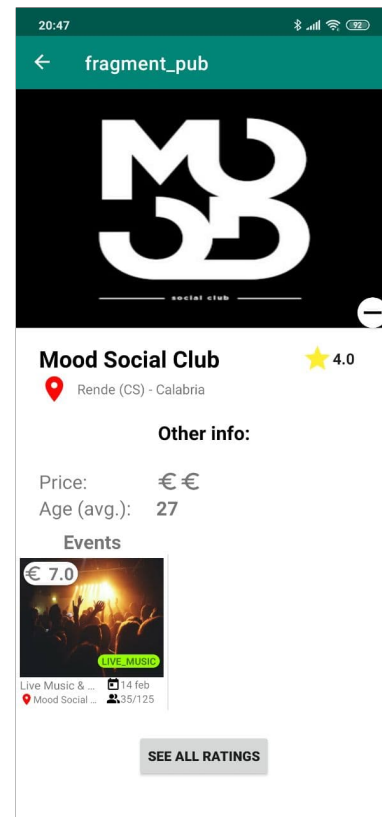 20:47
92
fragment_pub
MOOD
social club
Mood Social Club
4.0
Rende (CS) - Calabria
Other info:
Price: €€
Age (avg.): 27
Events
€ 7.0
LIVE_MUSIC
Live Music & ... 14 feb
Mood Social ... 35/125
SEE ALL RATINGS